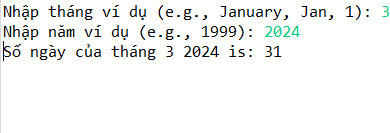 Nhập tháng ví dụ (e.g., January, Jan, 1): 3
Nhập năm ví dụ (e.g., 1999): 2024
Số ngày của tháng 3 2024 is: 31